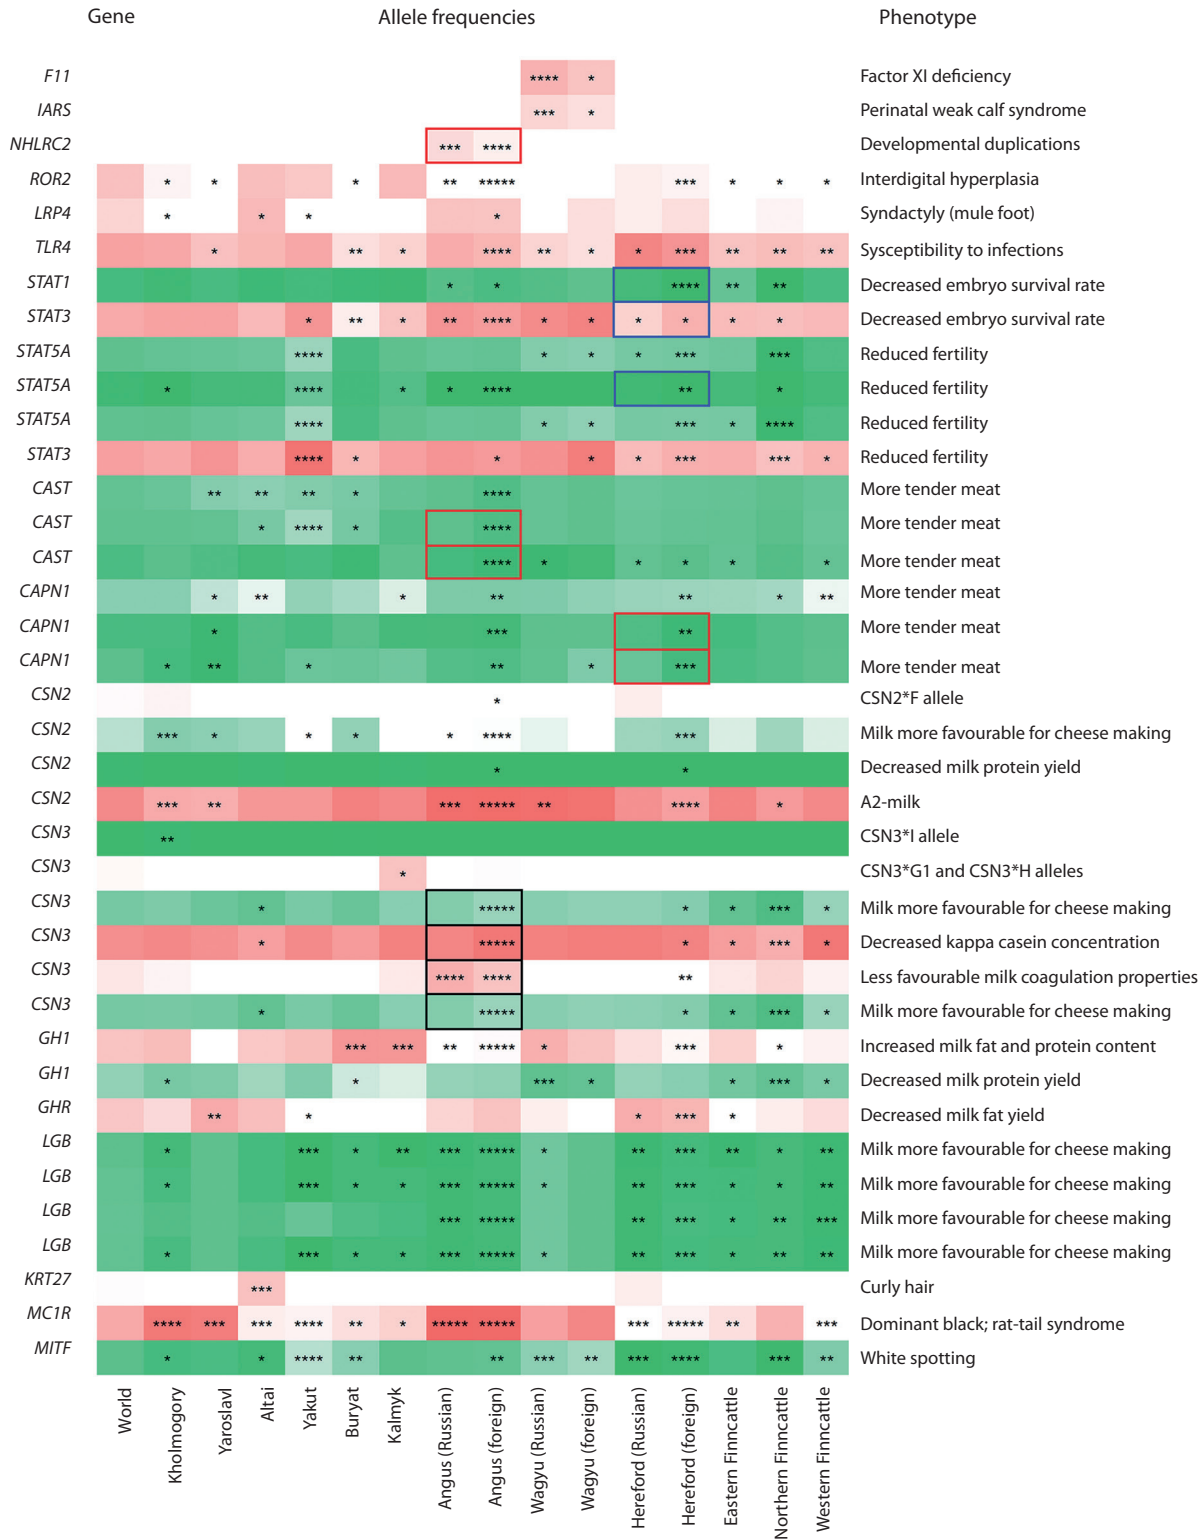 Gene Allele frequencies Phenotype
F11 **** * Factor XI deficiency
IARS *** * Perinatal weak calf syndrome
NHLRC2 *** **** Developmental duplications
ROR2 * * * ** ***** *** * * * Interdigital hyperplasia
LRP4 * * * * Syndactyly (mule foot)
TLR4 * ** * **** ** * * *** ** ** ** Susceptibility to infections
STAT1 * * **** ** ** Decreased embryo survival rate
STAT3 * ** * ** **** * * * * * * Decreased embryo survival rate
STAT5A **** * * * *** *** Reduced fertility
STAT5A * **** * * **** ** * Reduced fertility
STAT5A **** * * *** * **** Reduced fertility
STAT3 **** * * * * *** *** * Reduced fertility
CAST ** ** ** * **** More tender meat
CAST * **** * **** More tender meat
CAST **** * * * * * More tender meat
CAPN1 * ** * ** ** * ** More tender meat
CAPN1 * *** ** More tender meat
CAPN1 * ** * ** * *** More tender meat
CSN2 * CSN2*F allele
CSN2 *** * * * * **** *** Milk more favourable for cheese making
CSN2 * * Decreased milk protein yield
CSN2 *** ** *** ***** ** **** * A2-milk
CSN3 ** CSN3*I allele
CSN3 * CSN3*G1 and CSN3*H alleles
CSN3 * ***** * * *** * Milk more favourable for cheese making
CSN3 * ***** * * *** * Decreased kappa casein concentration
CSN3 **** **** ** Less favourable milk coagulation properties
CSN3 * ***** * * *** * Milk more favourable for cheese making
GH1 *** *** ** ***** * *** * Increased milk fat and protein content
GH1 * * *** * * *** * Decreased milk protein yield
GHR ** * * *** * Decreased milk fat yield
LGB * *** * ** *** ***** * ** *** ** * ** Milk more favourable for cheese making
LGB * *** * * *** ***** * ** *** * * ** Milk more favourable for cheese making
LGB *** ***** ** *** * ** *** Milk more favourable for cheese making
LGB * *** * * *** ***** * ** *** * ** ** Milk more favourable for cheese making
KRT27 *** Curly hair
MC1R **** *** *** **** ** * ***** ***** *** ***** ** *** Dominant black; rat-tail syndrome
MITF * * **** ** ** *** ** *** **** *** ** White spotting
World
Kholmogory
Yaroslavl
Altai
Yakut
Buryat
Kalmyk
Angus (Russian)
Angus (foreign)
Wagyu (Russian)
Wagyu (foreign)
Hereford (Russian)
Hereford (foreign)
Eastern Finncattle
Northern Finncattle
Western Finncattle